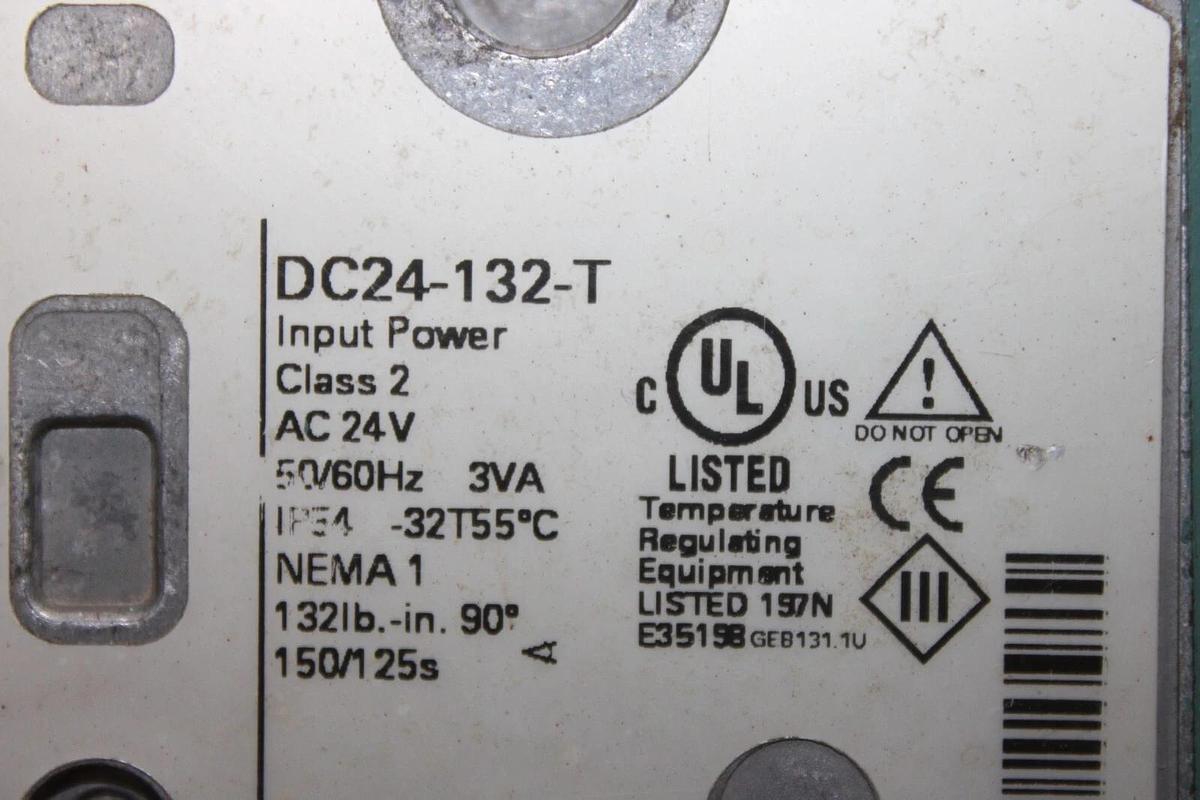 DC24-132-T
Input Power
Class 2
AC 24V
50/60Hz 3VA
IP54 -32T55°C
NEMA 1
132lb.-in. 90°
150/125s
A
C UL US
LISTED
Temperature
Regulating
Equipment
LISTED 197N
E35198 GEB131.1U
!
DO NOT OPEN
CE
III